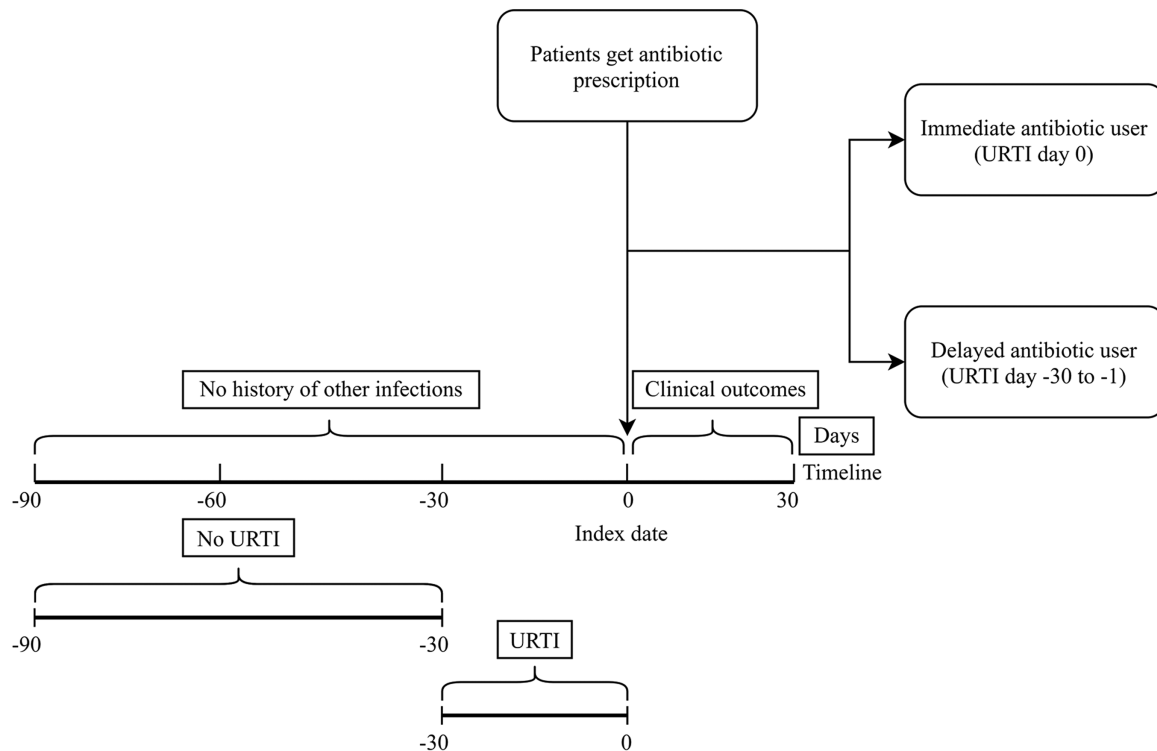 Patients get antibiotic
prescription
Immediate antibiotic user
(URTI day 0)
Delayed antibiotic user
(URTI day -30 to -1)
No history of other infections
Clinical outcomes
Days
Timeline
-90
-60
-30
0
30
Index date
No URTI
-90
-30
URTI
-30
0